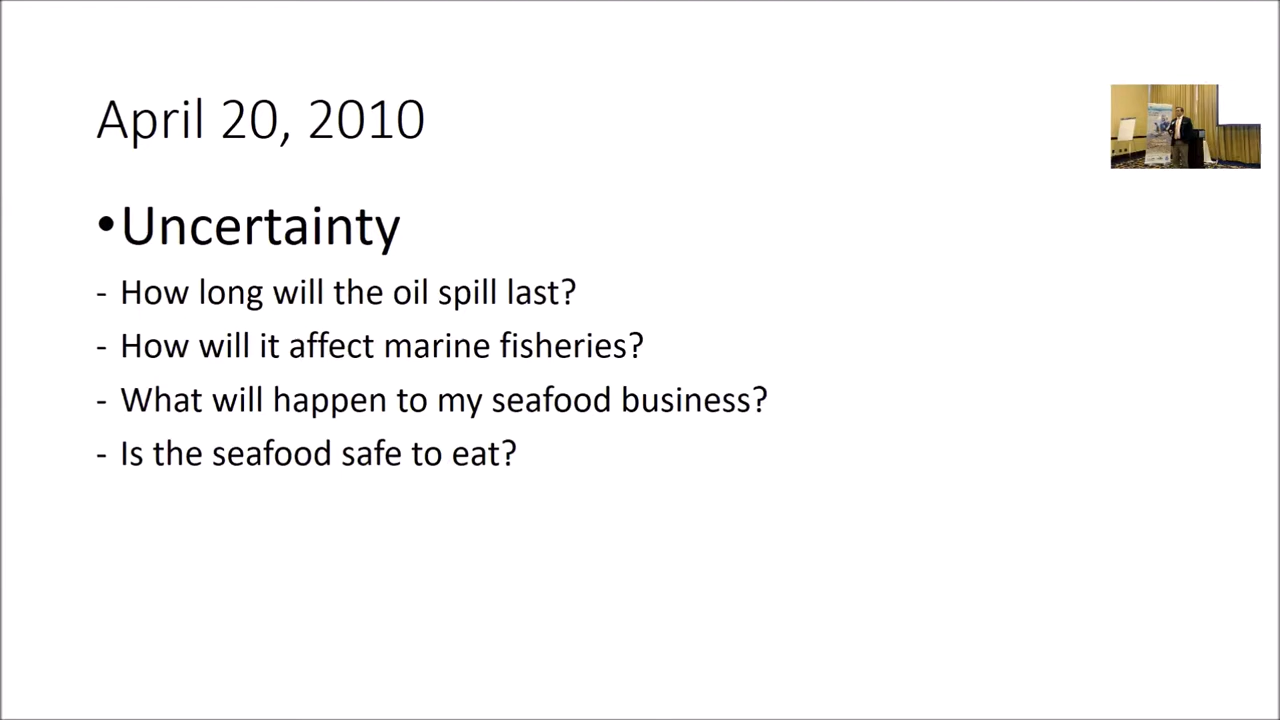 April 20, 2010
•Uncertainty
- How long will the oil spill last?
- How will it affect marine fisheries?
- What will happen to my seafood business?
- Is the seafood safe to eat?